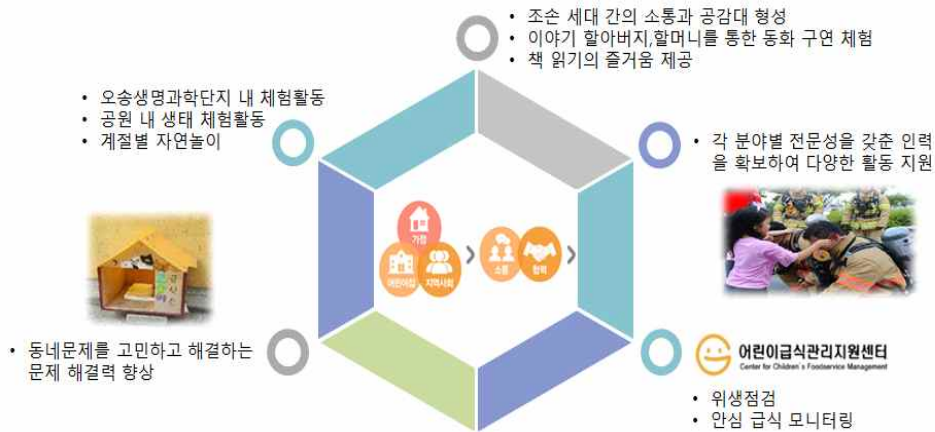 • 조손 세대 간의 소통과 공감대 형성
• 이야기 할아버지,할머니를 통한 동화 구연 체험
• 책 읽기의 즐거움 제공
• 오송생명과학단지 내 체험활동
• 공원 내 생태 체험활동
• 계절별 자연놀이
• 각 분야별 전문성을 갖춘 인력
을 확보하여 다양한 활동 지원
가정
어린이집 지역사회
소통 협력
• 동네문제를 고민하고 해결하는
문제 해결력 향상
어린이급식관리지원센터
Center for Children's Foodservice Management
• 위생점검
• 안심 급식 모니터링